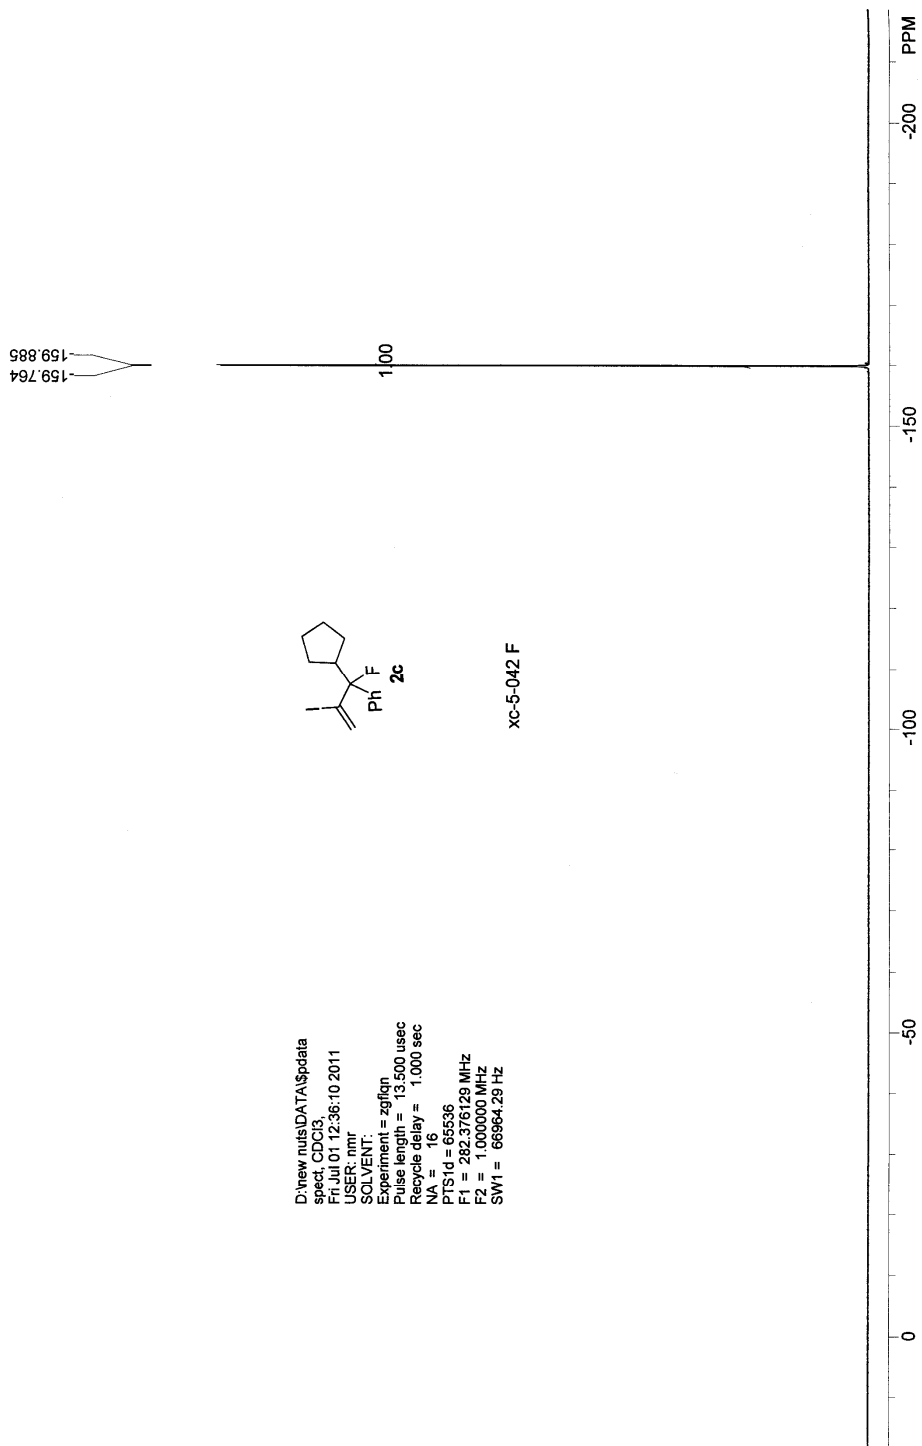 -159.764
-159.885
1.00
I
Ph
F
2c
xc-5-042 F
D:\new nuts\DATA\$pdata
spect, CDCl3,
Fri Jul 01 12:36:10 2011
USER: nmr
SOLVENT:
Experiment = zgflqn
Pulse length = 13.500 usec
Recycle delay = 1.000 sec
NA = 16
PTS1d = 65536
F1 = 282.376129 MHz
F2 = 1.000000 MHz
SW1 = 66964.29 Hz
0
-50
-100
-150
-200
PPM